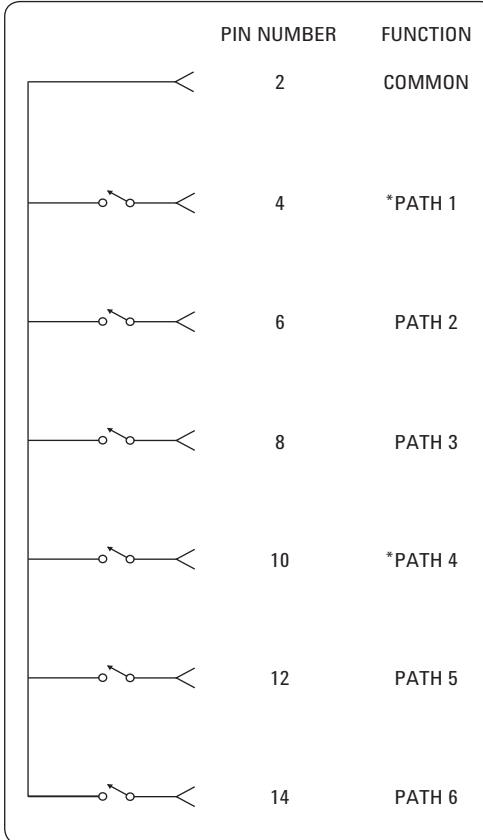 PIN NUMBER FUNCTION
2 COMMON
4 *PATH 1
6 PATH 2
8 PATH 3
10 *PATH 4
12 PATH 5
14 PATH 6